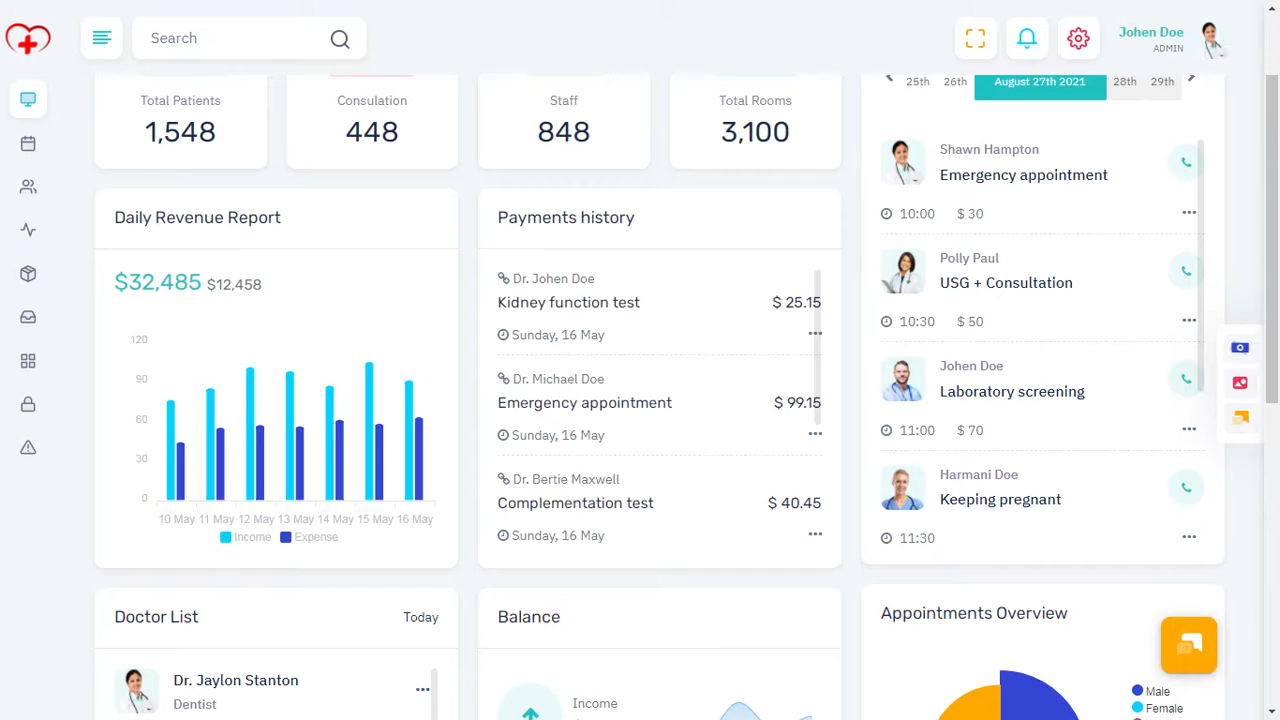 Search
Johen Doe
ADMIN
Total Patients
1,548
Consulation
448
Staff
848
Total Rooms
3,100
25th
26th
August 27th 2021
28th
29th
Shawn Hampton
Emergency appointment
10:00
$ 30
Polly Paul
USG + Consultation
10:30
$ 50
Johen Doe
Laboratory screening
11:00
$ 70
Harmani Doe
Keeping pregnant
11:30
Daily Revenue Report
$32,485 $12,458
120
90
60
30
0
10 May 11 May 12 May 13 May 14 May 15 May 16 May
Income Expense
Payments history
Dr. Johen Doe
Kidney function test
$ 25.15
Sunday, 16 May
Dr. Michael Doe
Emergency appointment
$ 99.15
Sunday, 16 May
Dr. Bertie Maxwell
Complementation test
$ 40.45
Sunday, 16 May
Doctor List
Today
Dr. Jaylon Stanton
Dentist
Balance
Income
Appointments Overview
Male
Female